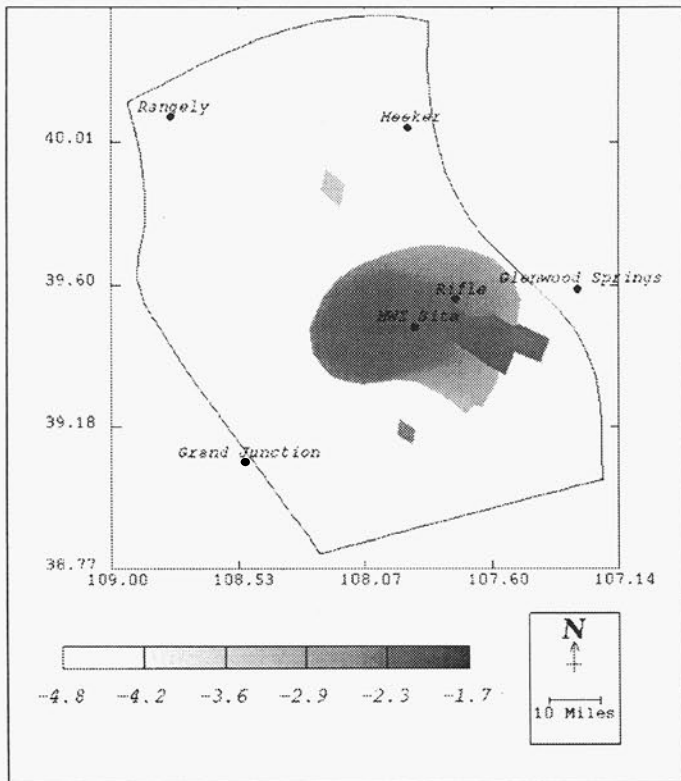 Rangely
Meeker
40.01
39.60
Glenwood Springs
Rifle
MWX Site
39.18
Grand Junction
38.77
109.00 108.53 108.07 107.60 107.14
N
-4.8 -4.2 -3.6 -2.9 -2.3 -1.7
10 Miles